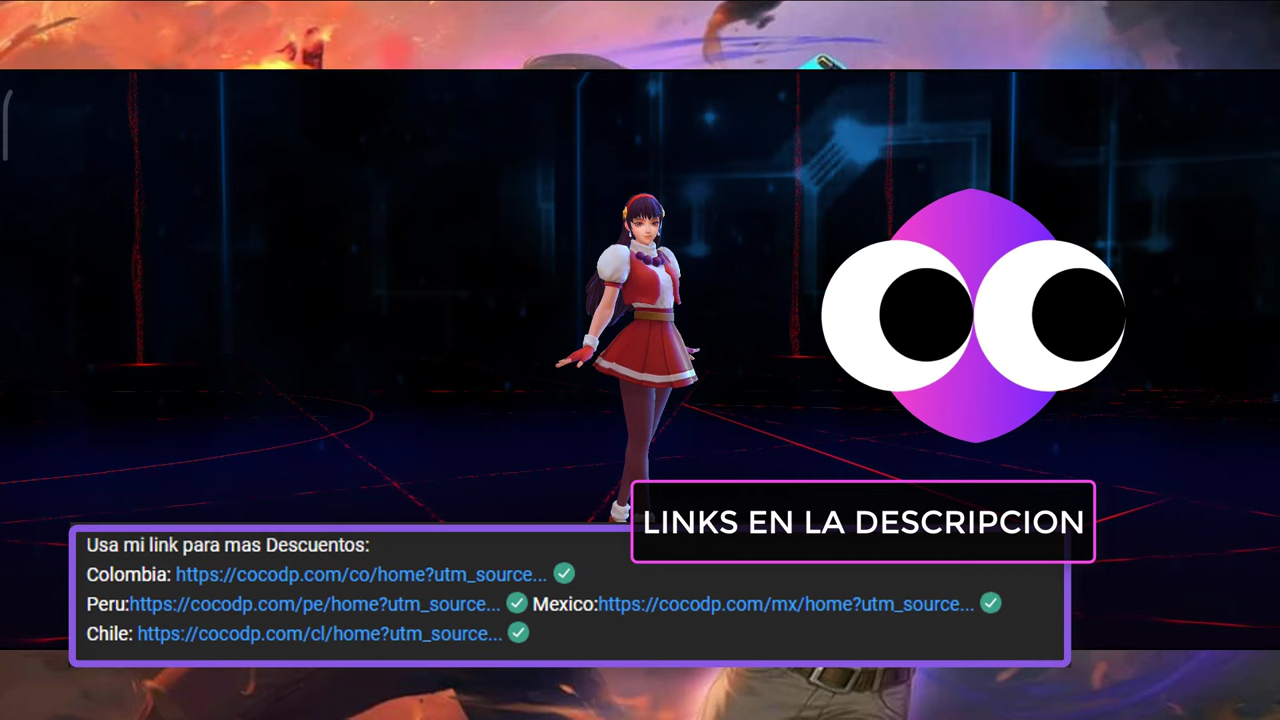 LINKS EN LA DESCRIPCION
Usa mi link para mas Descuentos:
Colombia: https://cocodp.com/co/home?utm_source...
Peru:https://cocodp.com/pe/home?utm_source... Mexico:https://cocodp.com/mx/home?utm_source...
Chile: https://cocodp.com/cl/home?utm_source...